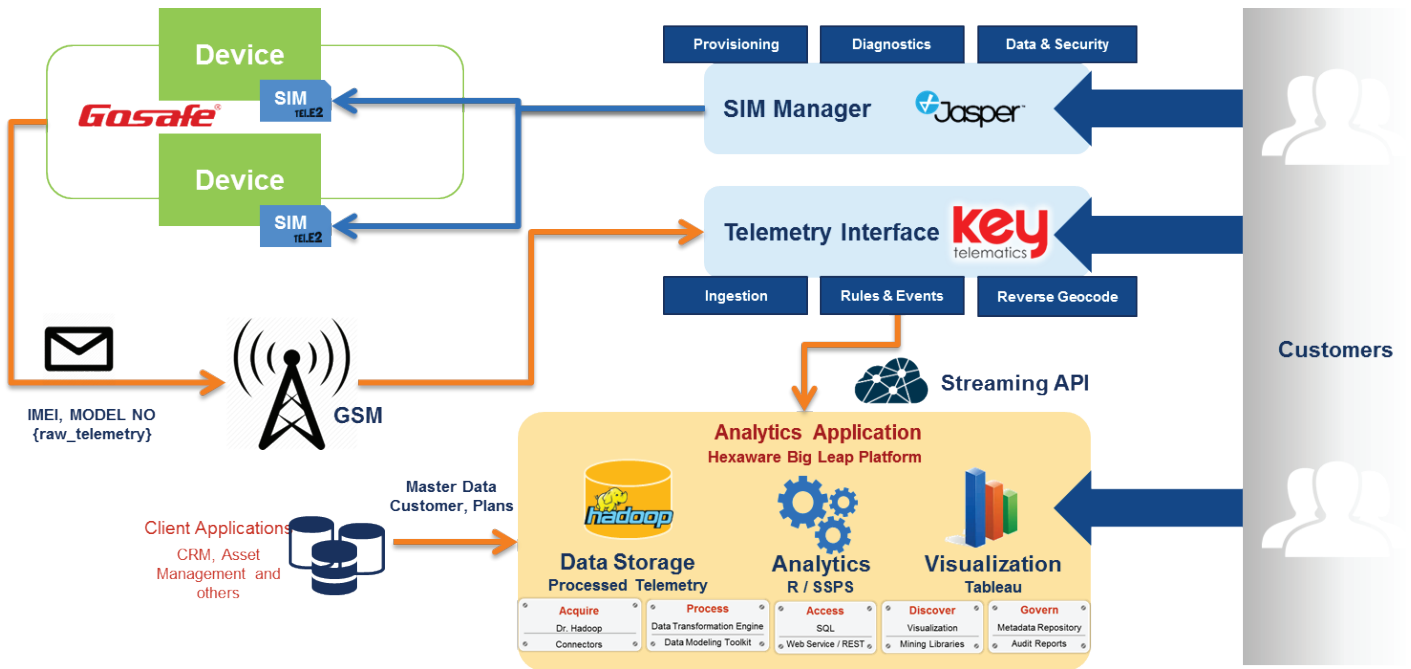 Device
SIM
TELE2
Gosafe®
Device
SIM
TELE2
Provisioning
Diagnostics
Data & Security
SIM Manager
Jasper™
Telemetry Interface
key
telematics
Ingestion
Rules & Events
Reverse Geocode
Customers
IMEI, MODEL NO
{raw_telemetry}
GSM
Streaming API
Client Applications
CRM, Asset
Management and
others
Master Data
Customer, Plans
Analytics Application
Hexaware Big Leap Platform
hadoop
Data Storage
Processed Telemetry
Analytics
R / SSPS
Visualization
Tableau
Acquire
Dr. Hadoop
Connectors
Process
Data Transformation Engine
Data Modeling Toolkit
Access
SQL
Web Service / REST
Discover
Visualization
Mining Libraries
Govern
Metadata Repository
Audit Reports